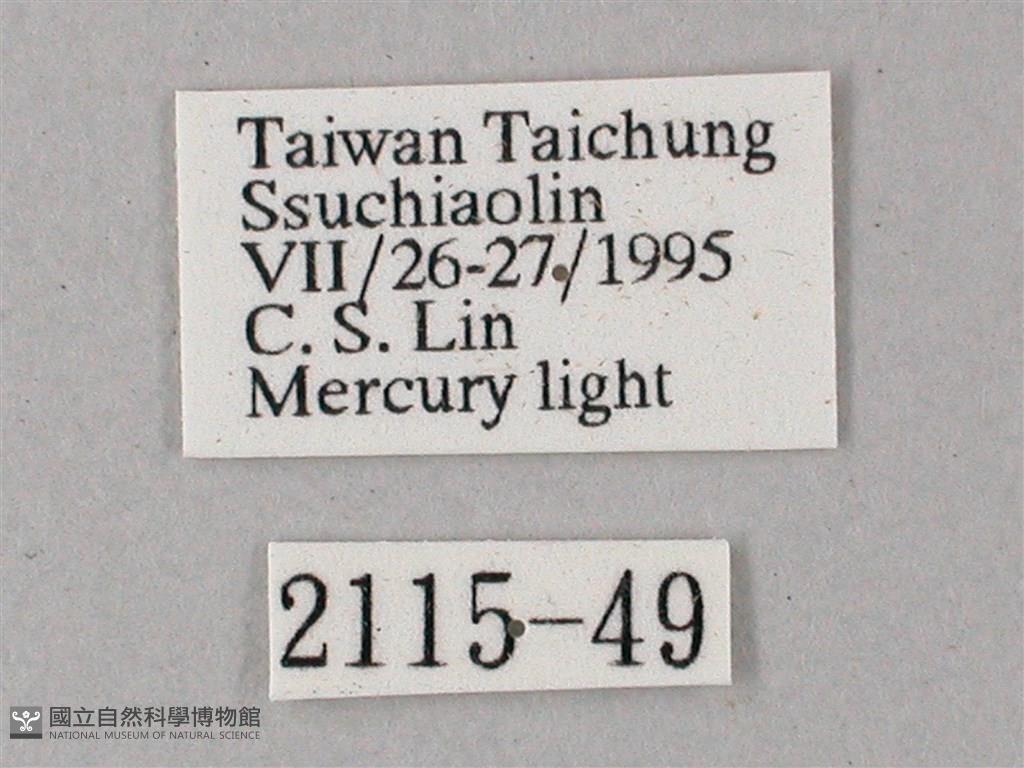 Taiwan Taichung
Ssuchiaolin
VII/26-27/1995
C. S. Lin
Mercury light
2115-49
國立自然科學博物館
NATIONAL MUSEUM OF NATURAL SCIENCE